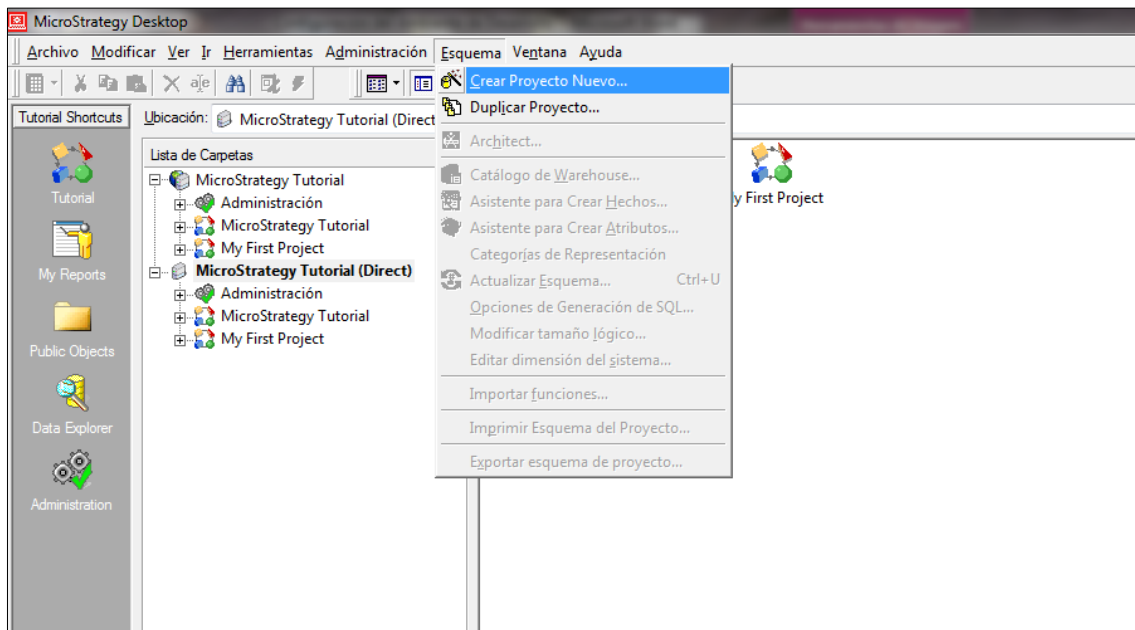 MicroStrategy Desktop
Archivo Modificar Ver Ir Herramientas Administración Esquema Ventana Ayuda
Tutorial Shortcuts
Ubicación: MicroStrategy Tutorial (Direct
Lista de Carpetas
MicroStrategy Tutorial
Administración
MicroStrategy Tutorial
My First Project
MicroStrategy Tutorial (Direct)
Administración
MicroStrategy Tutorial
My First Project
Tutorial
My Reports
Public Objects
Data Explorer
Administration
Crear Proyecto Nuevo...
Duplicar Proyecto...
Architect...
Catálogo de Warehouse...
Asistente para Crear Hechos...
Asistente para Crear Atributos...
Categorías de Representación
Actualizar Esquema... Ctrl+U
Opciones de Generación de SQL...
Modificar tamaño lógico...
Editar dimensión del sistema...
Importar funciones...
Imprimir Esquema del Proyecto...
Exportar esquema de proyecto...
y First Project